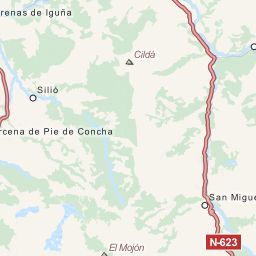 renas de Iguña
Cildá
Silió
rcena de Pie de Concha
San Migue
N-623
El Mojón